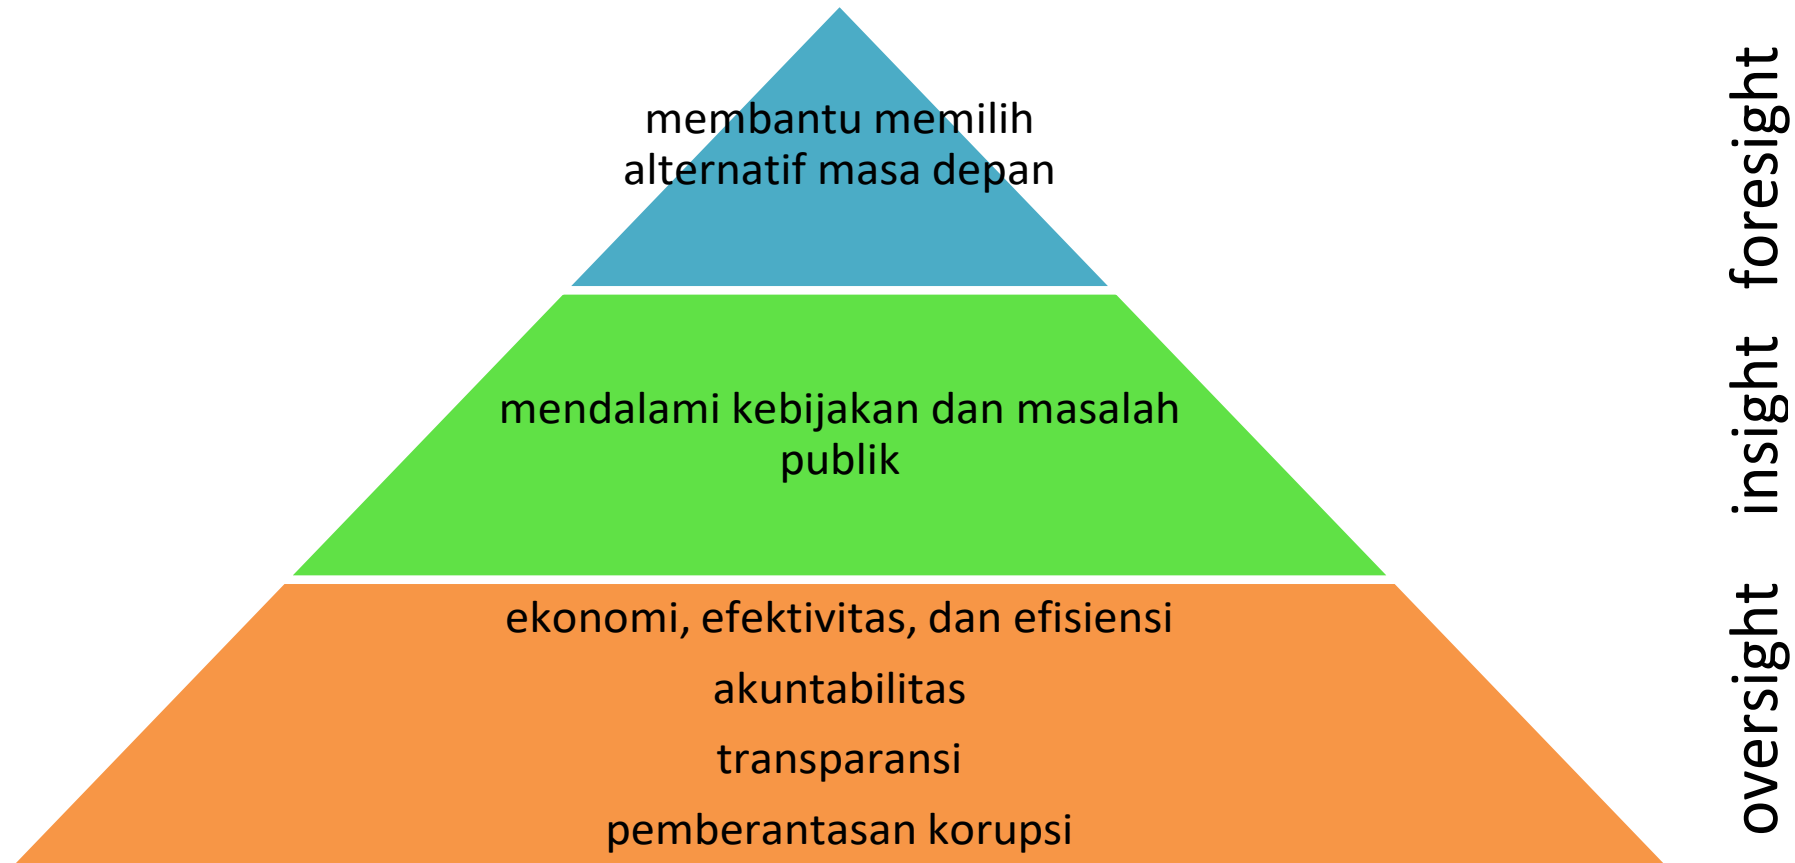 membantu memilih
alternatif masa depan
foresight
mendalami kebijakan dan masalah
publik
insight
ekonomi, efektivitas, dan efisiensi
akuntabilitas
transparansi
pemberantasan korupsi
oversight